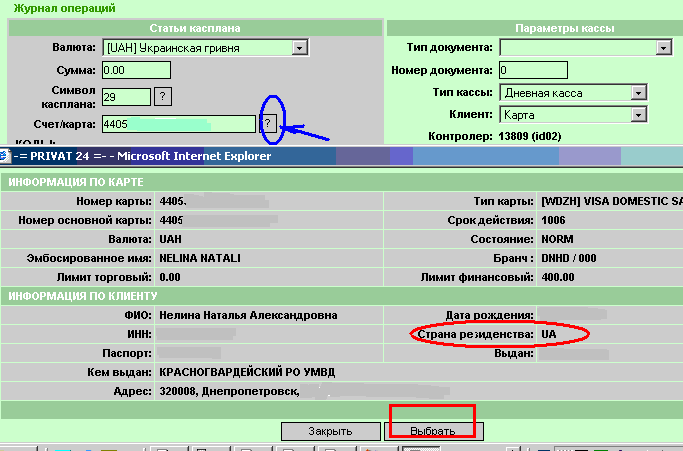 Журнал операций
Статьи касплана Параметры кассы
Валюта: [UAH] Украинская гривня Тип документа:
Сумма: 0.00 Номер документа: 0
Символ касплана: 29 ? Тип кассы: Дневная касса
Клиент: Карта
Счет/карта: 4405 ? Контролер: 13809 (id02)
-= PRIVAT 24 =- - Microsoft Internet Explorer
ИНФОРМАЦИЯ ПО КАРТЕ
Номер карты: 4405. Тип карты: [WDZH] VISA DOMESTIC SA
Номер основной карты: 4405 Срок действия: 1006
Валюта: UAH Состояние: NORM
Эмбосированное имя: NELINA NATALI Бранч : DNHD / 000
Лимит торговый: 0.00 Лимит финансовый: 400.00
ИНФОРМАЦИЯ ПО КЛИЕНТУ
ФИО: Нелина Наталья Александровна Дата рождения:
ИНН: Страна резиденства: UA
Паспорт: Выдан:
Кем выдан: КРАСНОГВАРДЕЙСКИЙ РО УМВД
Адрес: 320008, Днепропетровск,
Закрыть Выбрать